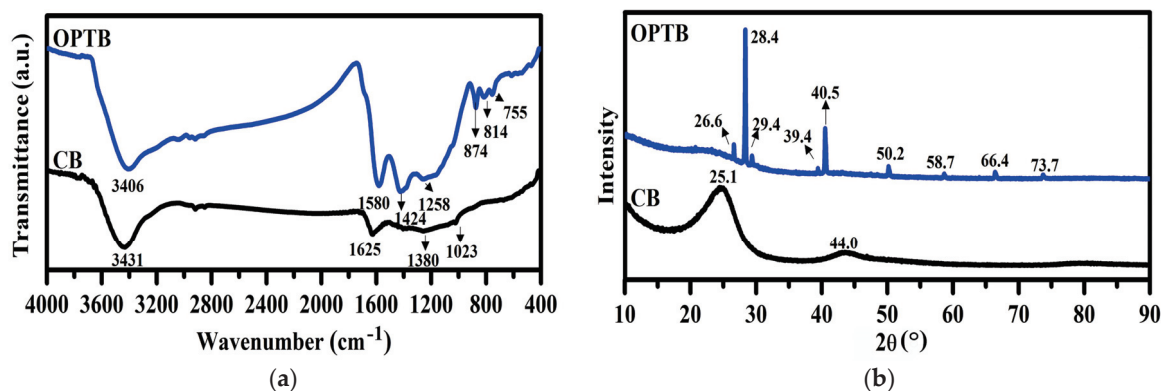 OPTB
CB
3406
3431
1580
1424
1258
874
814
755
1625
1380
1023
4000 3600 2800 2000 1600 1200 800 400
Transmittance (a.u.)
Wavenumber (cm⁻¹)
(a)
OPTB
CB
26.6
28.4
29.4
39.4
40.5
50.2
58.7
66.4
73.7
25.1
44.0
10 20 30 40 50 60 70 80 90
Intensity
2θ (°)
(b)